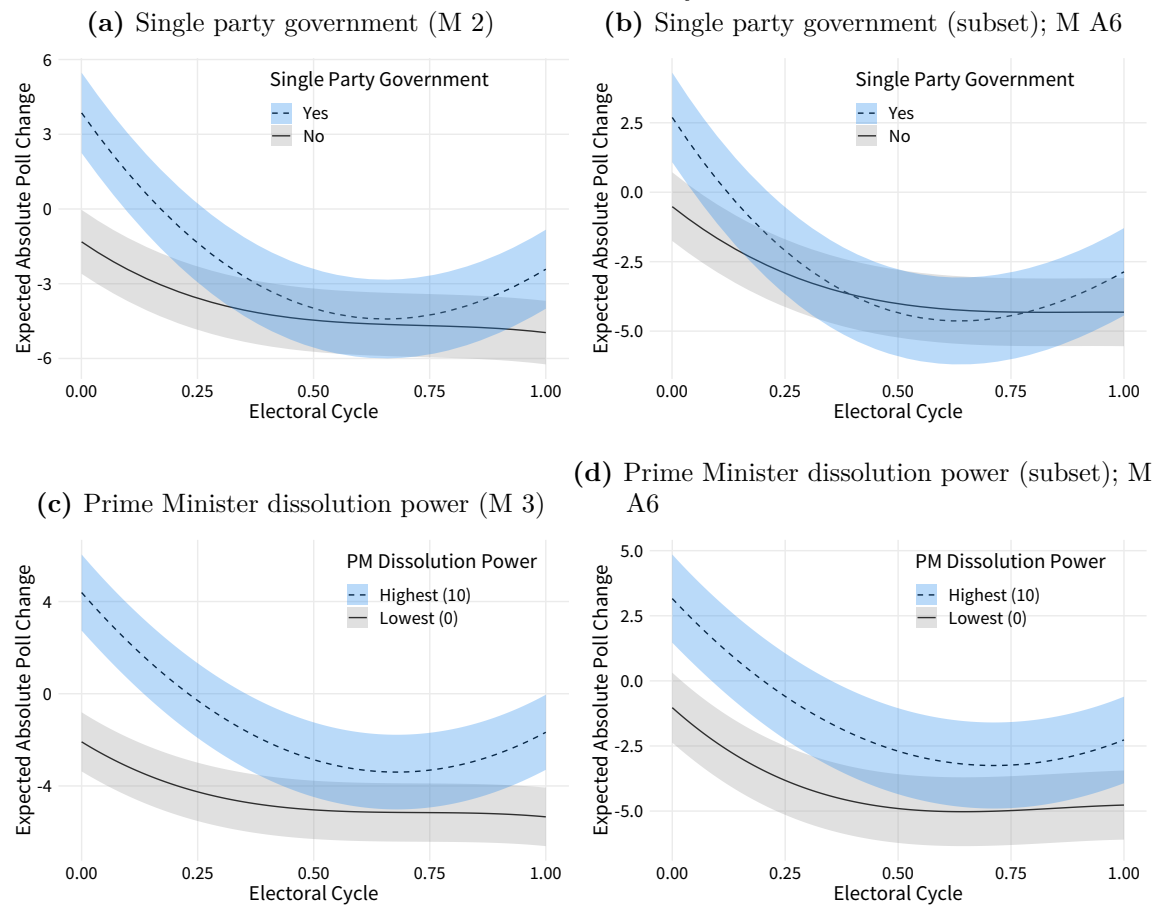 (a) Single party government (M 2)
6
3
0
-3
-6
Expected Absolute Poll Change
Single Party Government
Yes
No
0.00 0.25 0.50 0.75 1.00
Electoral Cycle
(b) Single party government (subset); M A6
2.5
0.0
-2.5
-5.0
Expected Absolute Poll Change
Single Party Government
Yes
No
0.00 0.25 0.50 0.75 1.00
Electoral Cycle
(c) Prime Minister dissolution power (M 3)
4
0
-4
Expected Absolute Poll Change
PM Dissolution Power
Highest (10)
Lowest (0)
0.00 0.25 0.50 0.75 1.00
Electoral Cycle
(d) Prime Minister dissolution power (subset); M
A6
5.0
2.5
0.0
-2.5
-5.0
Expected Absolute Poll Change
PM Dissolution Power
Highest (10)
Lowest (0)
0.00 0.25 0.50 0.75 1.00
Electoral Cycle